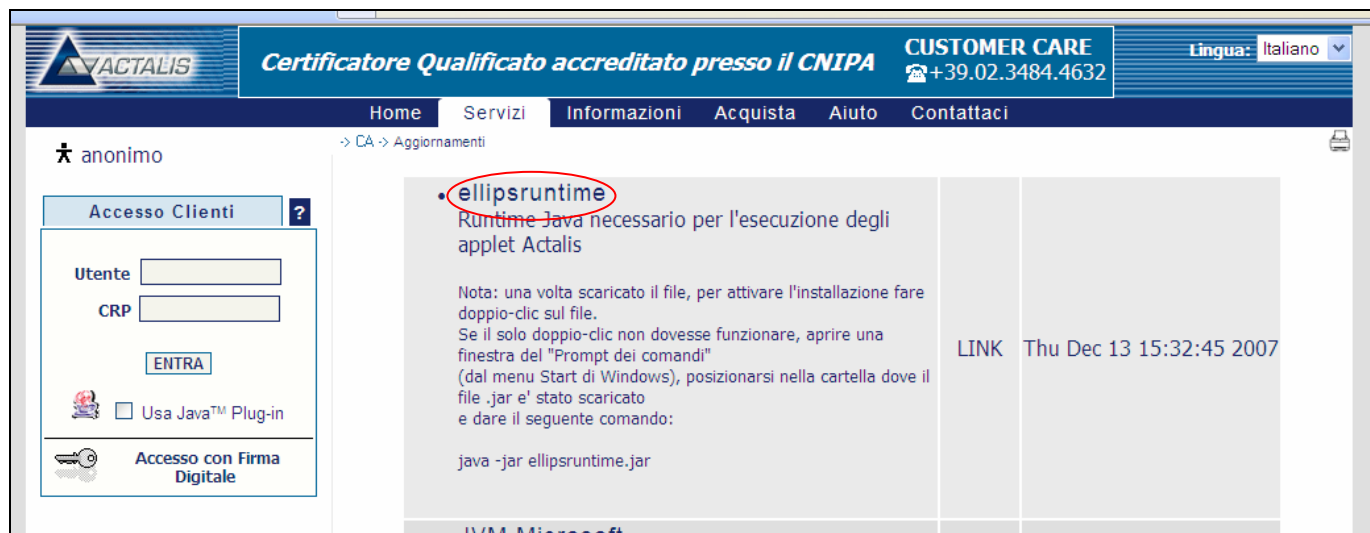 ACTALIS
Certificatore Qualificato accreditato presso il CNIPA
CUSTOMER CARE
☎+39.02.3484.4632
Lingua: Italiano
Home Servizi Informazioni Acquista Aiuto Contattaci
anonimo
-> CA -> Aggiornamenti
Accesso Clienti ?
Utente
CRP
ENTRA
Usa Java™ Plug-in
Accesso con Firma
Digitale
• ellipsruntime
Runtime Java necessario per l'esecuzione degli
applet Actalis
Nota: una volta scaricato il file, per attivare l'installazione fare
doppio-clic sul file.
Se il solo doppio-clic non dovesse funzionare, aprire una
finestra del "Prompt dei comandi"
(dal menu Start di Windows), posizionarsi nella cartella dove il
file .jar e' stato scaricato
e dare il seguente comando:
java -jar ellipsruntime.jar
LINK
Thu Dec 13 15:32:45 2007
JVM Microsoft